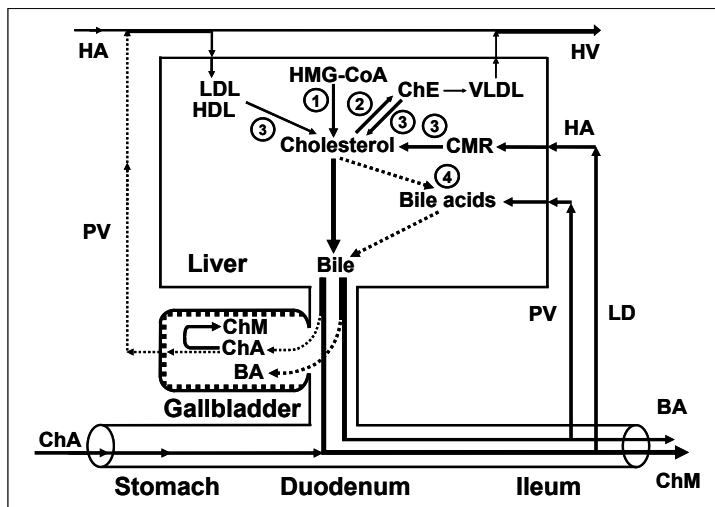 HA
HV
HMG-CoA
LDL
HDL
1
2
ChE
VLDL
3
3
3
HA
Cholesterol
CMR
4
Bile acids
PV
Liver
Bile
PV
LD
ChM
ChA
BA
Gallbladder
BA
ChA
ChM
Stomach
Duodenum
Ileum